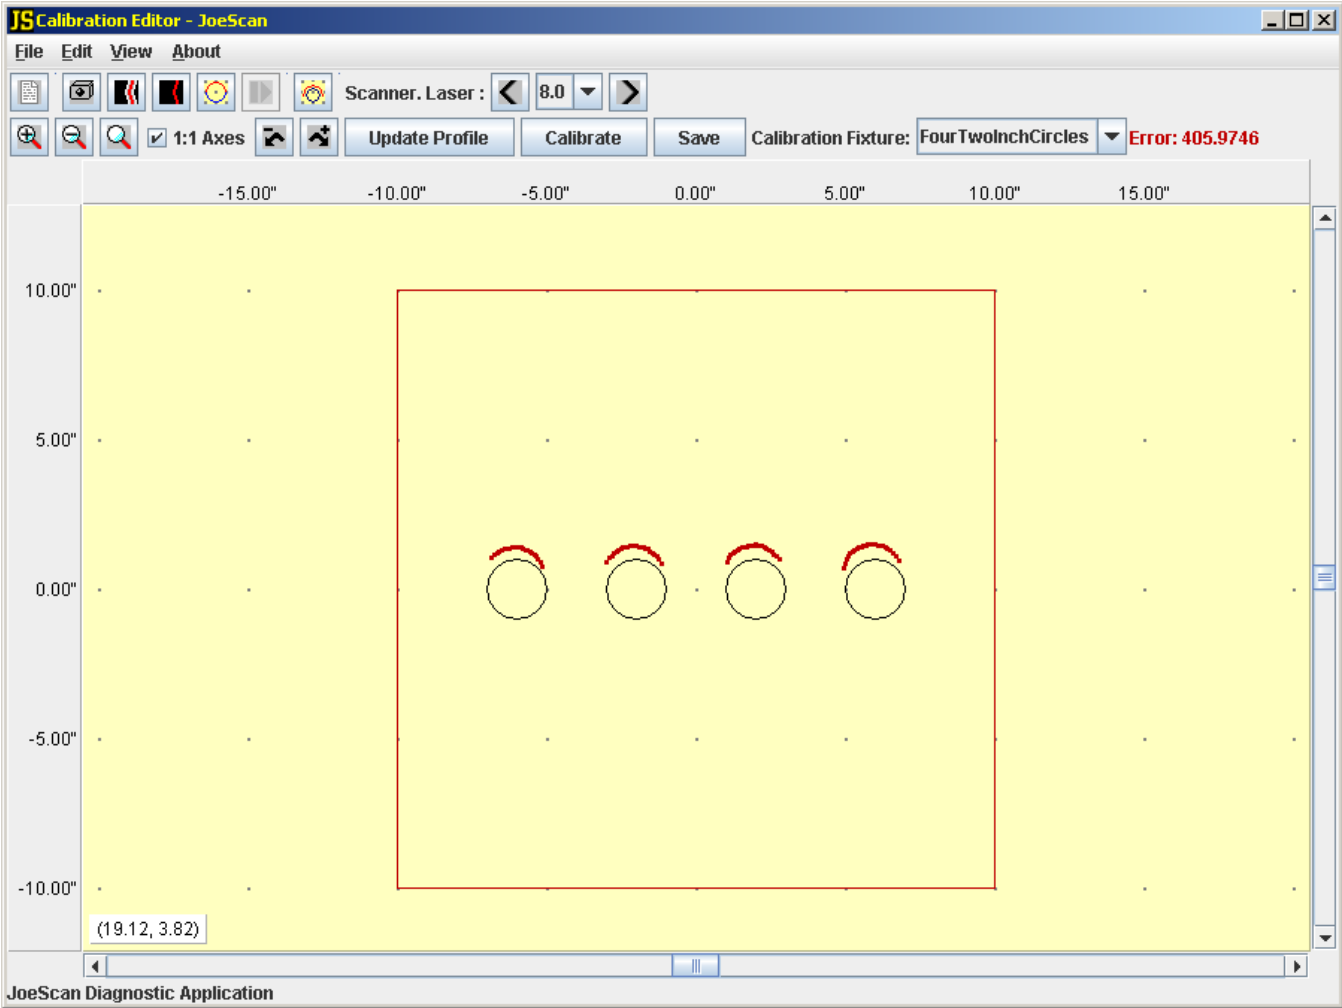 JS Calibration Editor - JoeScan
File Edit View About
Scanner. Laser : 8.0
1:1 Axes Update Profile Calibrate Save Calibration Fixture: FourTwoInchCircles Error: 405.9746
-15.00" -10.00" -5.00" 0.00" 5.00" 10.00" 15.00"
10.00"
5.00"
0.00"
-5.00"
-10.00"
(19.12, 3.82)
JoeScan Diagnostic Application